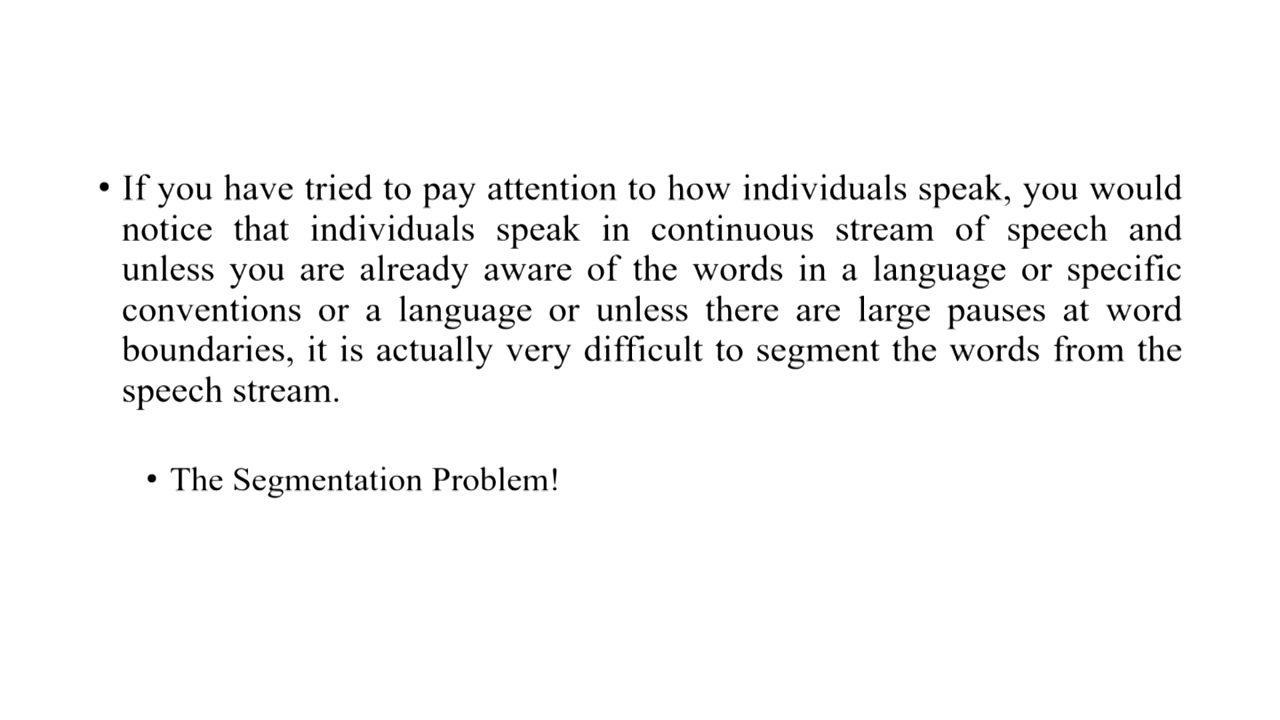 • If you have tried to pay attention to how individuals speak, you would
notice that individuals speak in continuous stream of speech and
unless you are already aware of the words in a language or specific
conventions or a language or unless there are large pauses at word
boundaries, it is actually very difficult to segment the words from the
speech stream.
• The Segmentation Problem!